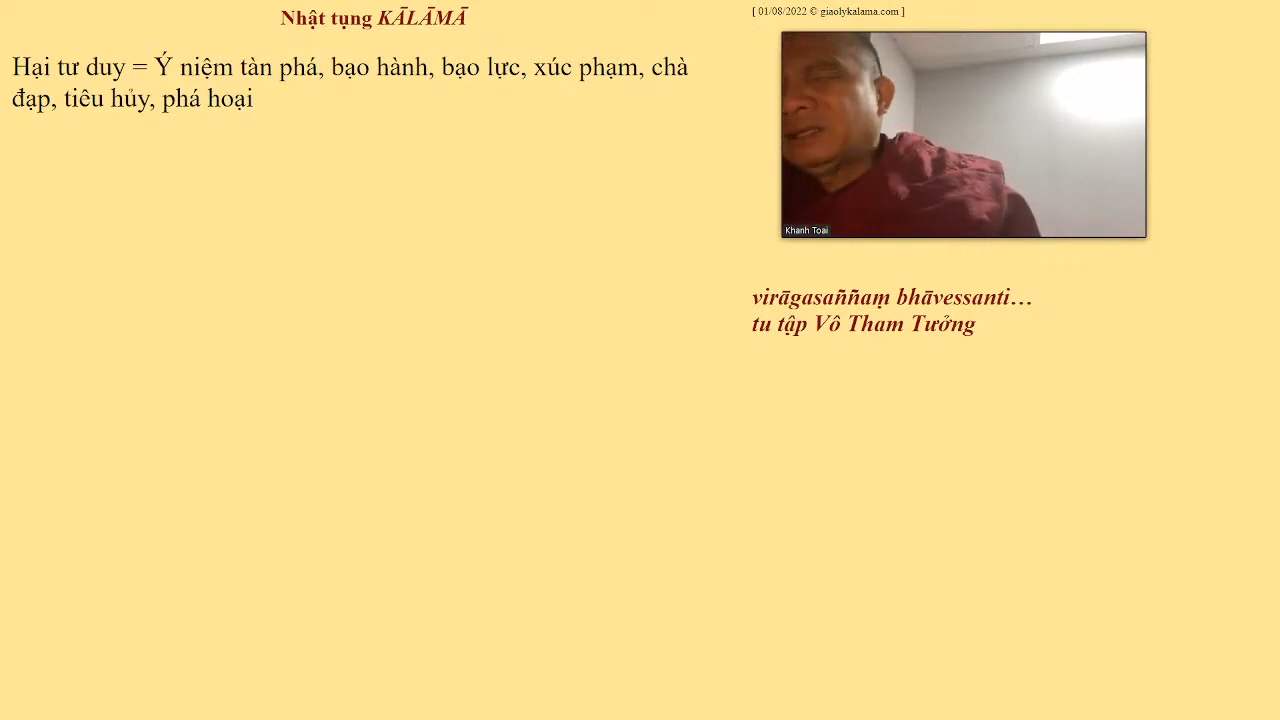 Nhật tụng KĀLĀMĀ
Hại tư duy = Ý niệm tàn phá, bạo hành, bạo lực, xúc phạm, chà
đạp, tiêu hủy, phá hoại
[ 01/08/2022 © giaolykalama.com ]
Khanh Toai
virāgasaññaṃ bhāvessanti…
tu tập Vô Tham Tưởng